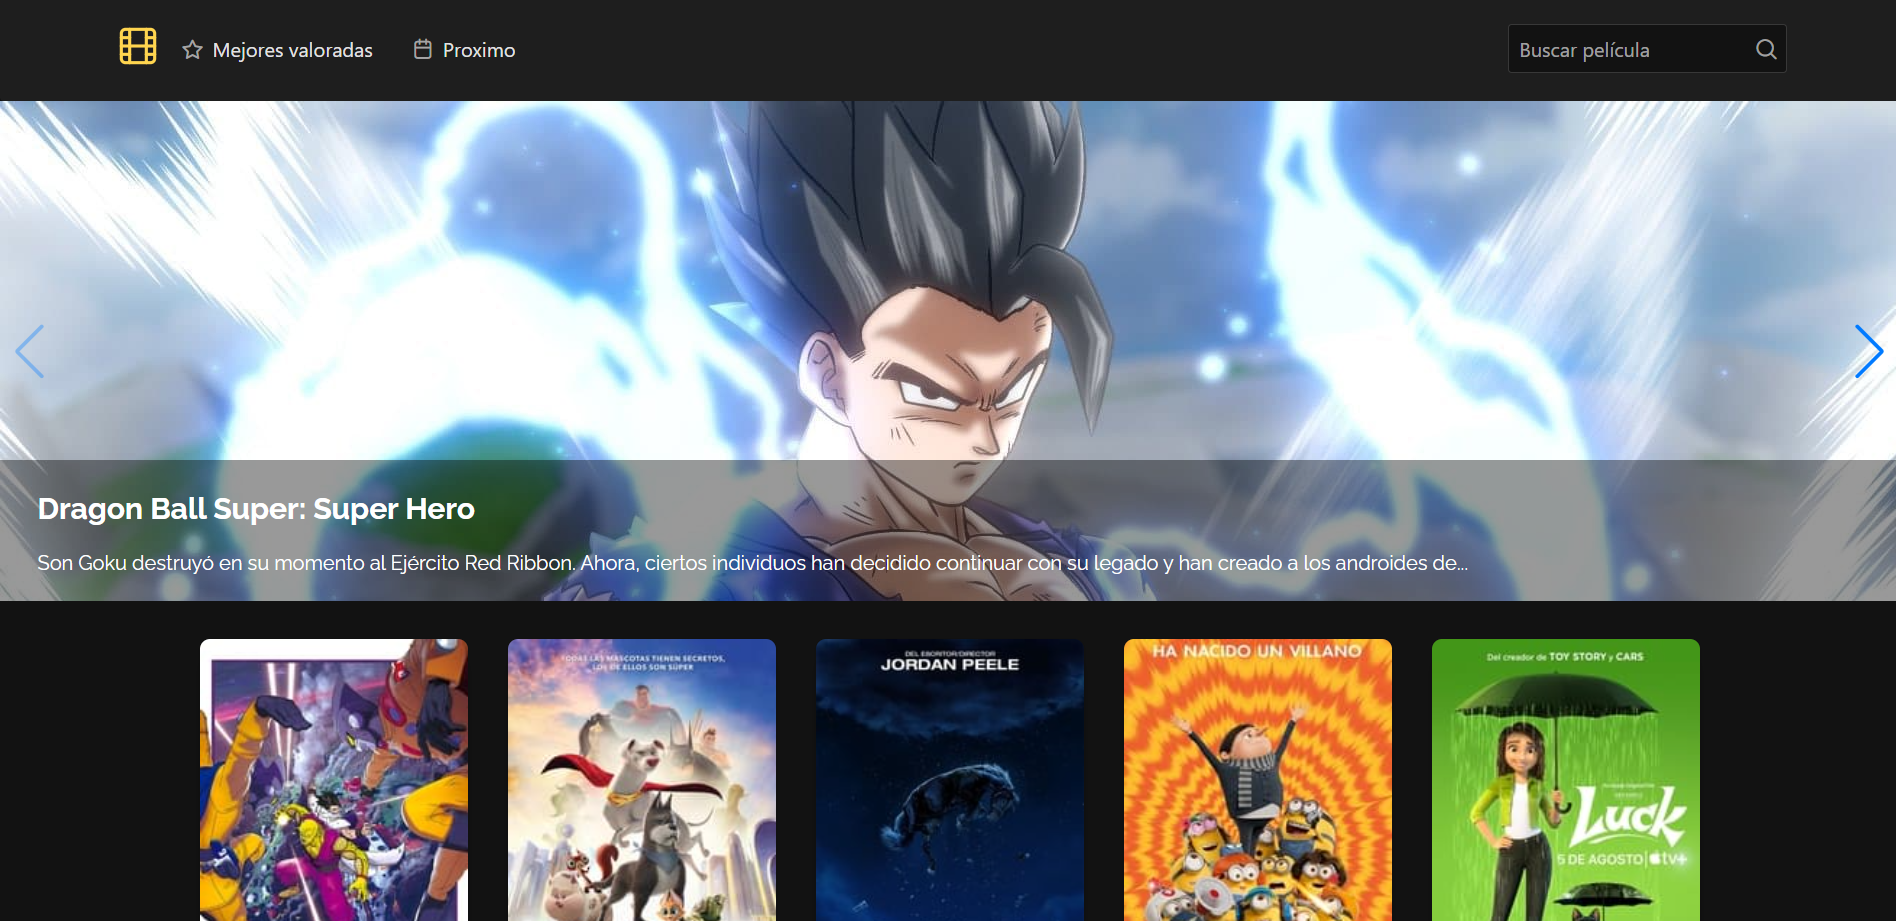 Mejores valoradas
Proximo
Buscar película
Dragon Ball Super: Super Hero
Son Goku destruyó en su momento al Ejército Red Ribbon. Ahora, ciertos individuos han decidido continuar con su legado y han creado a los androides de...
TODAS LAS MASCOTAS TIENEN SECRETOS,
LOS DE ELLOS SON SÚPER
DEL ESCRITOR/DIRECTOR
JORDAN PEELE
HA NACIDO UN VILLANO
Del creador de TOY STORY y CARS
Luck
5 DE AGOSTO | tv+